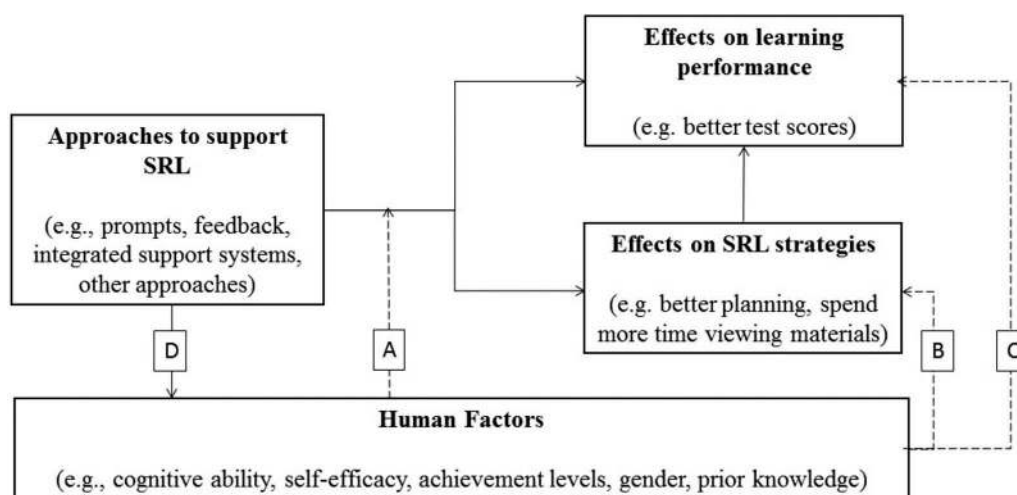 Effects on learning
performance
(e.g. better test scores)
Approaches to support
SRL
(e.g., prompts, feedback,
integrated support systems,
other approaches)
Effects on SRL strategies
(e.g. better planning, spend
more time viewing materials)
D
A
B
C
Human Factors
(e.g., cognitive ability, self-efficacy, achievement levels, gender, prior knowledge)